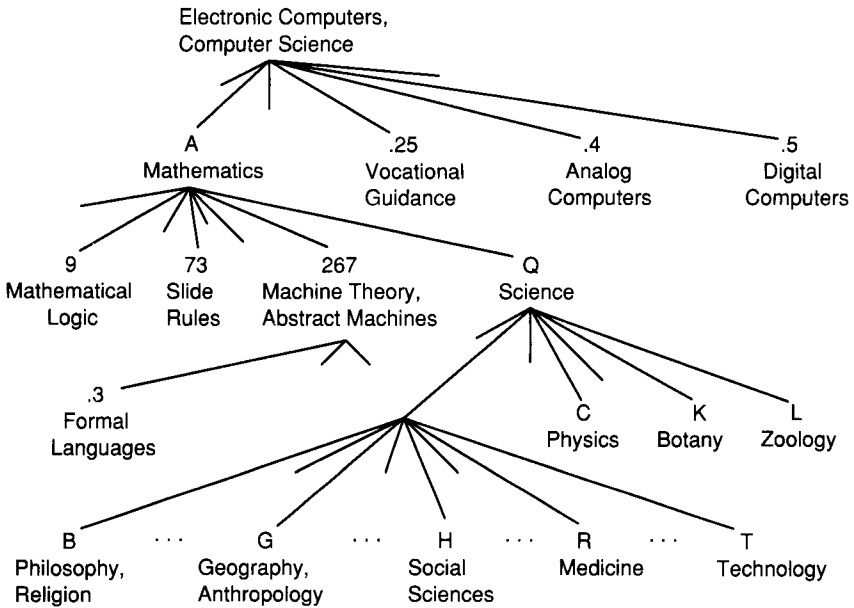 Electronic Computers,
Computer Science
A .25 .4 .5
Mathematics Vocational Analog Digital
Guidance Computers Computers
9 73 267 Q
Mathematical Slide Machine Theory, Science
Logic Rules Abstract Machines
.3 C K L
Formal Physics Botany Zoology
Languages
B ··· G ··· H ··· R ··· T
Philosophy, Geography, Social Medicine Technology
Religion Anthropology Sciences